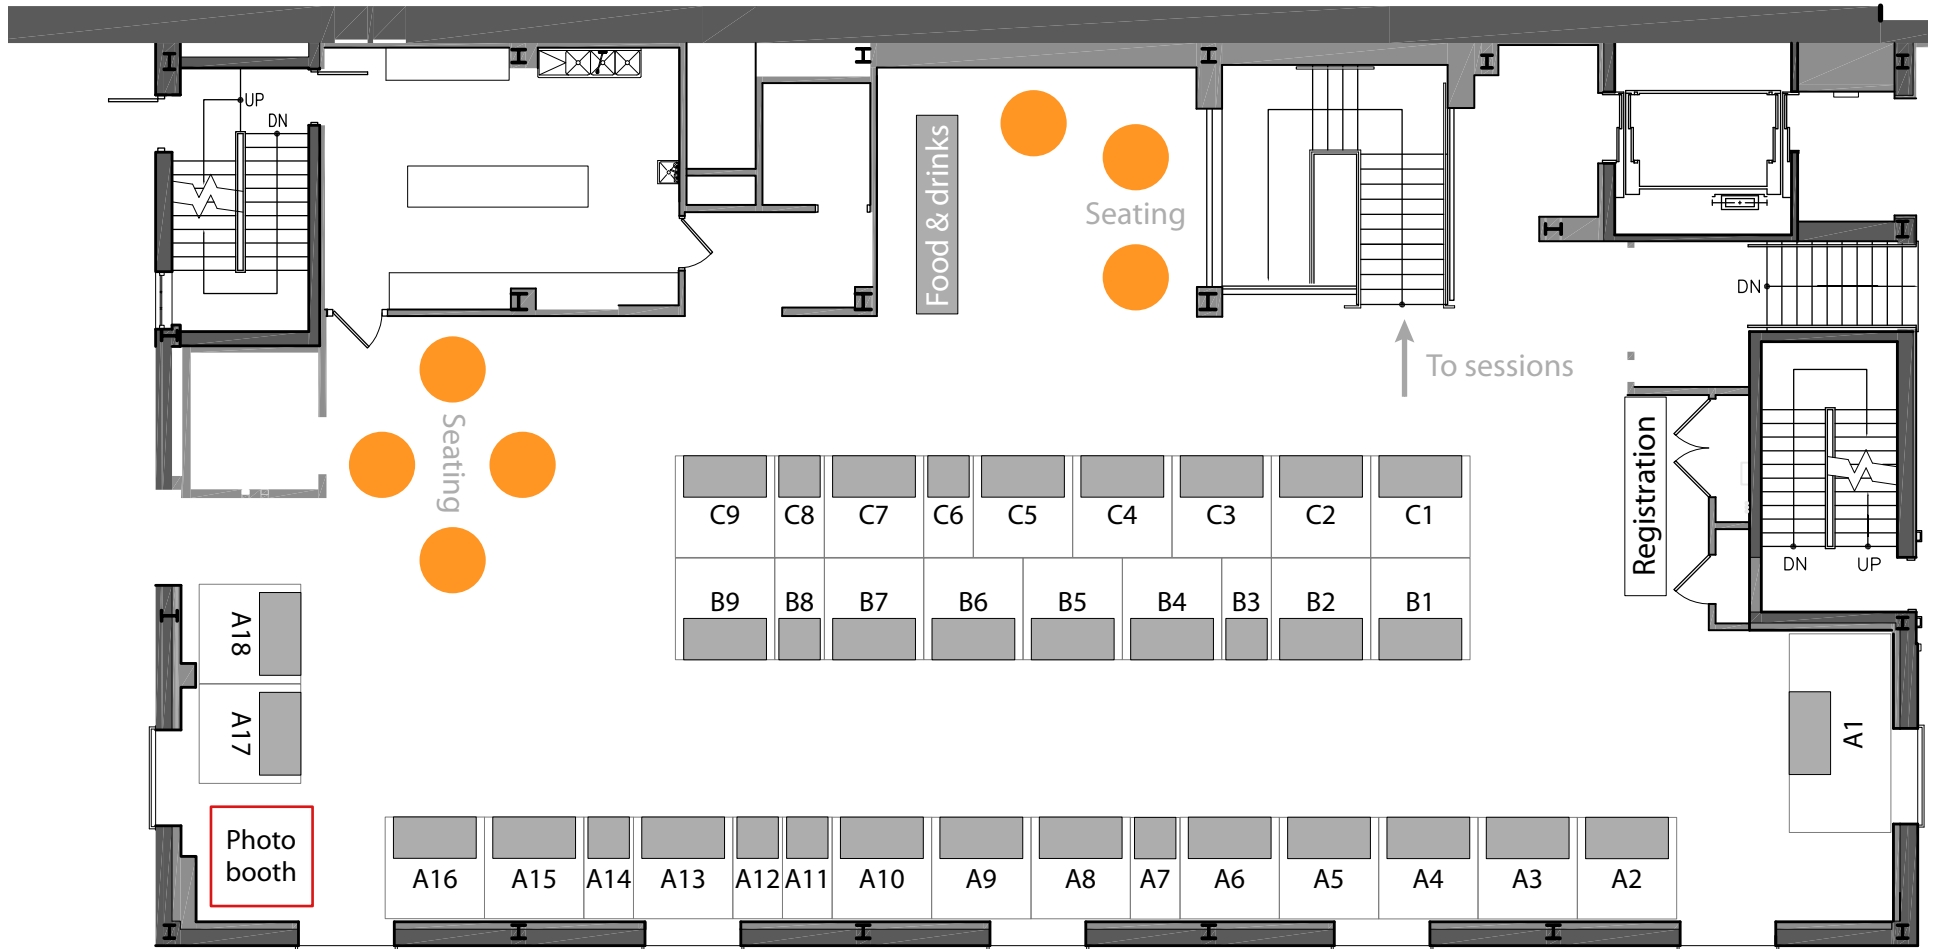 UP
DN
Food & drinks
Seating
DN
To sessions
Seating
Registration
C9 C8 C7 C6 C5 C4 C3 C2 C1
B9 B8 B7 B6 B5 B4 B3 B2 B1
DN UP
A18
A17
A1
Photo
booth
A16 A15 A14 A13 A12 A11 A10 A9 A8 A7 A6 A5 A4 A3 A2